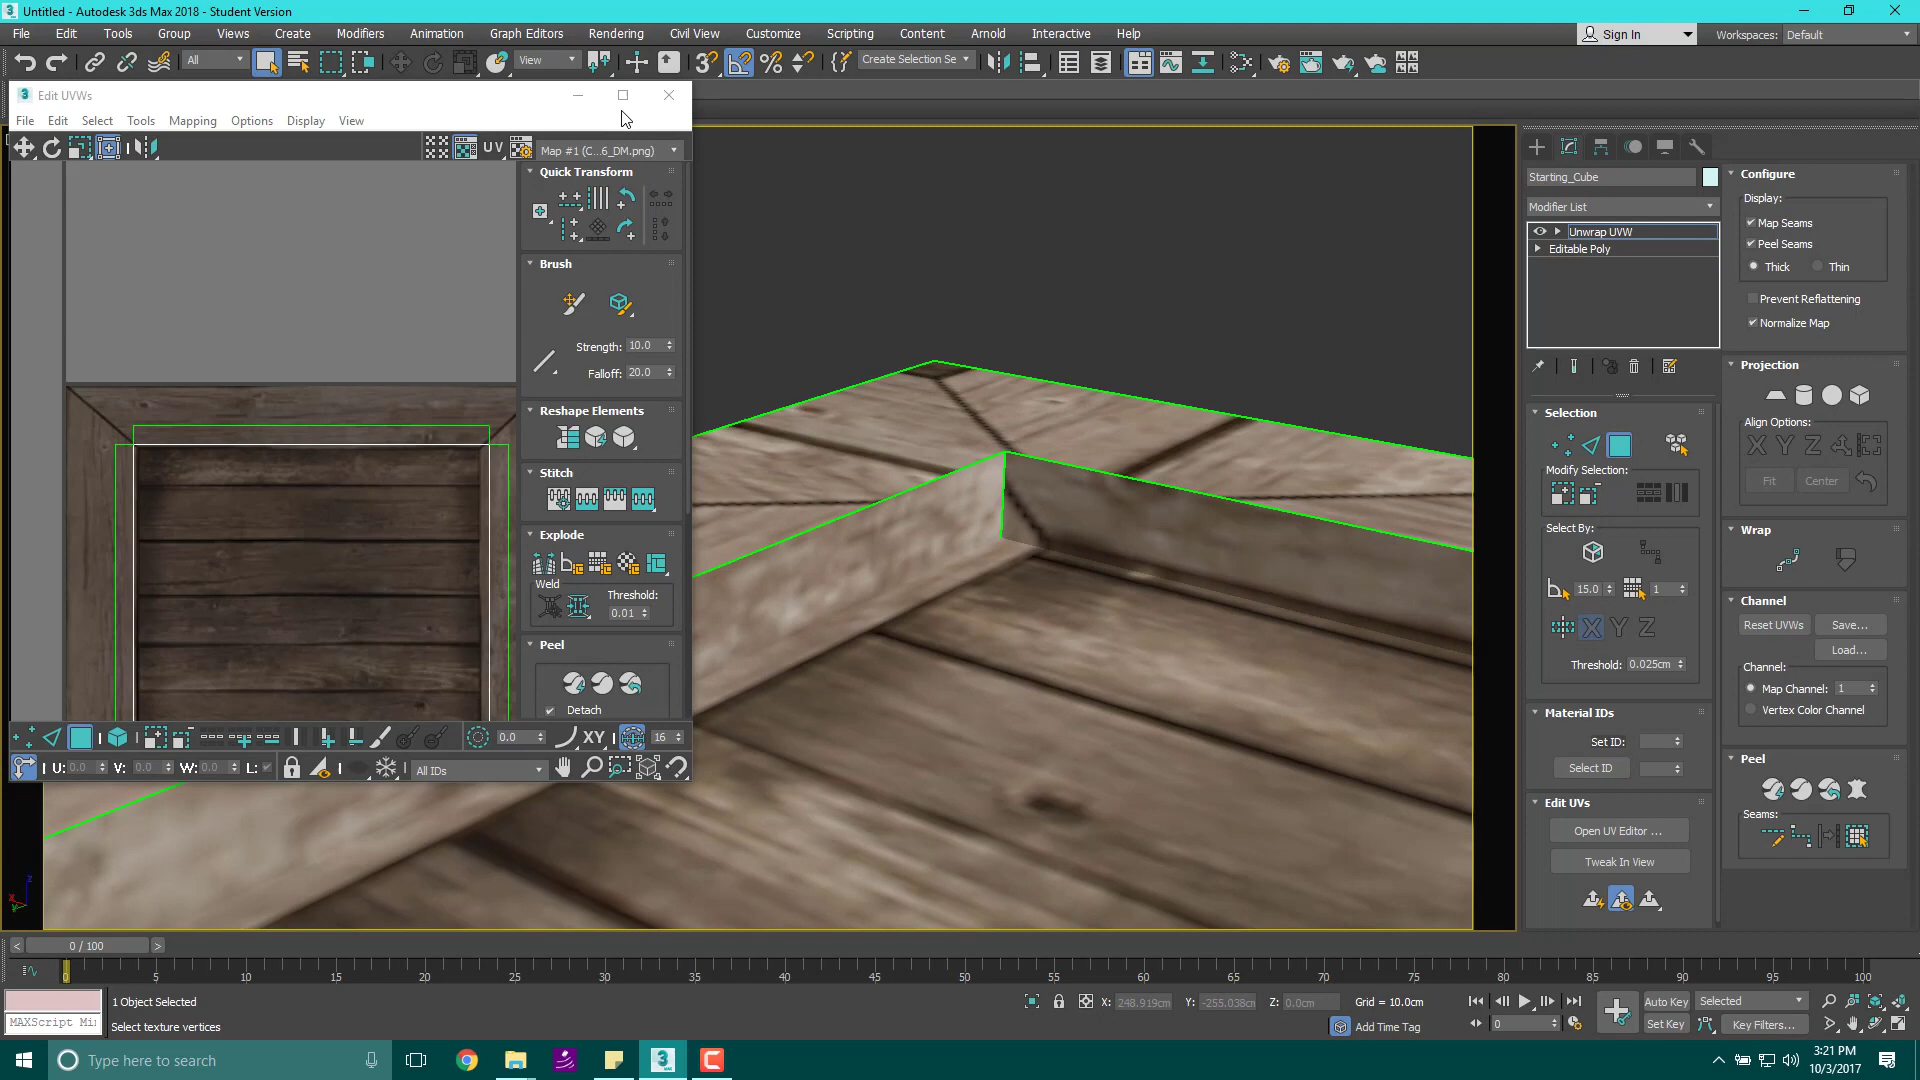 Untitled - Autodesk 3ds Max 2018 - Student Version
File Edit Tools Group Views Create Modifiers Animation Graph Editors Rendering Civil View Customize Scripting Content Arnold Interactive Help
Sign In Workspaces: Default
All View Create Selection Se
Edit UVWs
File Edit Select Tools Mapping Options Display View
UV Map #1 (C...6_DM.png)
Quick Transform
Brush
Strength: 10.0
Falloff: 20.0
Reshape Elements
Stitch
Explode
Weld
Threshold:
0.01
Peel
Detach
0.0 XY 16
U: 0.0 V: 0.0 W: 0.0 L: All IDs
Starting_Cube
Modifier List
Unwrap UVW
Editable Poly
Selection
Modify Selection:
Select By:
15.0 1
X Y Z
Threshold: 0.025cm
Material IDs
Set ID:
Select ID
Edit UVs
Open UV Editor ...
Tweak In View
Configure
Display:
Map Seams
Peel Seams
Thick Thin
Prevent Reflattening
Normalize Map
Projection
Align Options:
X Y Z
Fit Center
Wrap
Channel
Reset UVWs Save...
Load...
Channel:
Map Channel: 1
Vertex Color Channel
Peel
Seams:
z
< 0 / 100 >
0 5 10 15 20 25 30 35 40 45 50 55 60 65 70 75 80 85 90 95 100
1 Object Selected X: 248.919cm Y: -255.038cm Z: 0.0cm Grid = 10.0cm Auto Key Selected
MAXScript Mi Select texture vertices Add Time Tag 0 Set Key Key Filters...
Type here to search
3:21 PM
10/3/2017